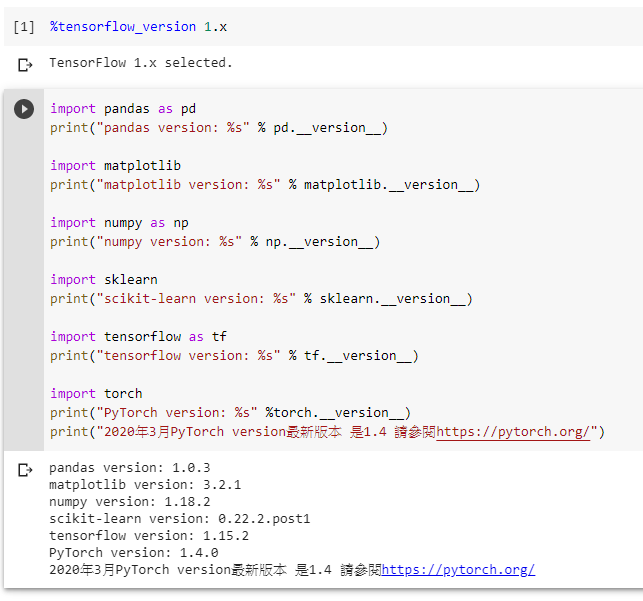 [1] %tensorflow_version 1.x
TensorFlow 1.x selected.
import pandas as pd
print("pandas version: %s" % pd.__version__)
import matplotlib
print("matplotlib version: %s" % matplotlib.__version__)
import numpy as np
print("numpy version: %s" % np.__version__)
import sklearn
print("scikit-learn version: %s" % sklearn.__version__)
import tensorflow as tf
print("tensorflow version: %s" % tf.__version__)
import torch
print("PyTorch version: %s" %torch.__version__)
print("2020年3月PyTorch version最新版本 是1.4 請參閱https://pytorch.org/")
pandas version: 1.0.3
matplotlib version: 3.2.1
numpy version: 1.18.2
scikit-learn version: 0.22.2.post1
tensorflow version: 1.15.2
PyTorch version: 1.4.0
2020年3月PyTorch version最新版本 是1.4 請參閱https://pytorch.org/